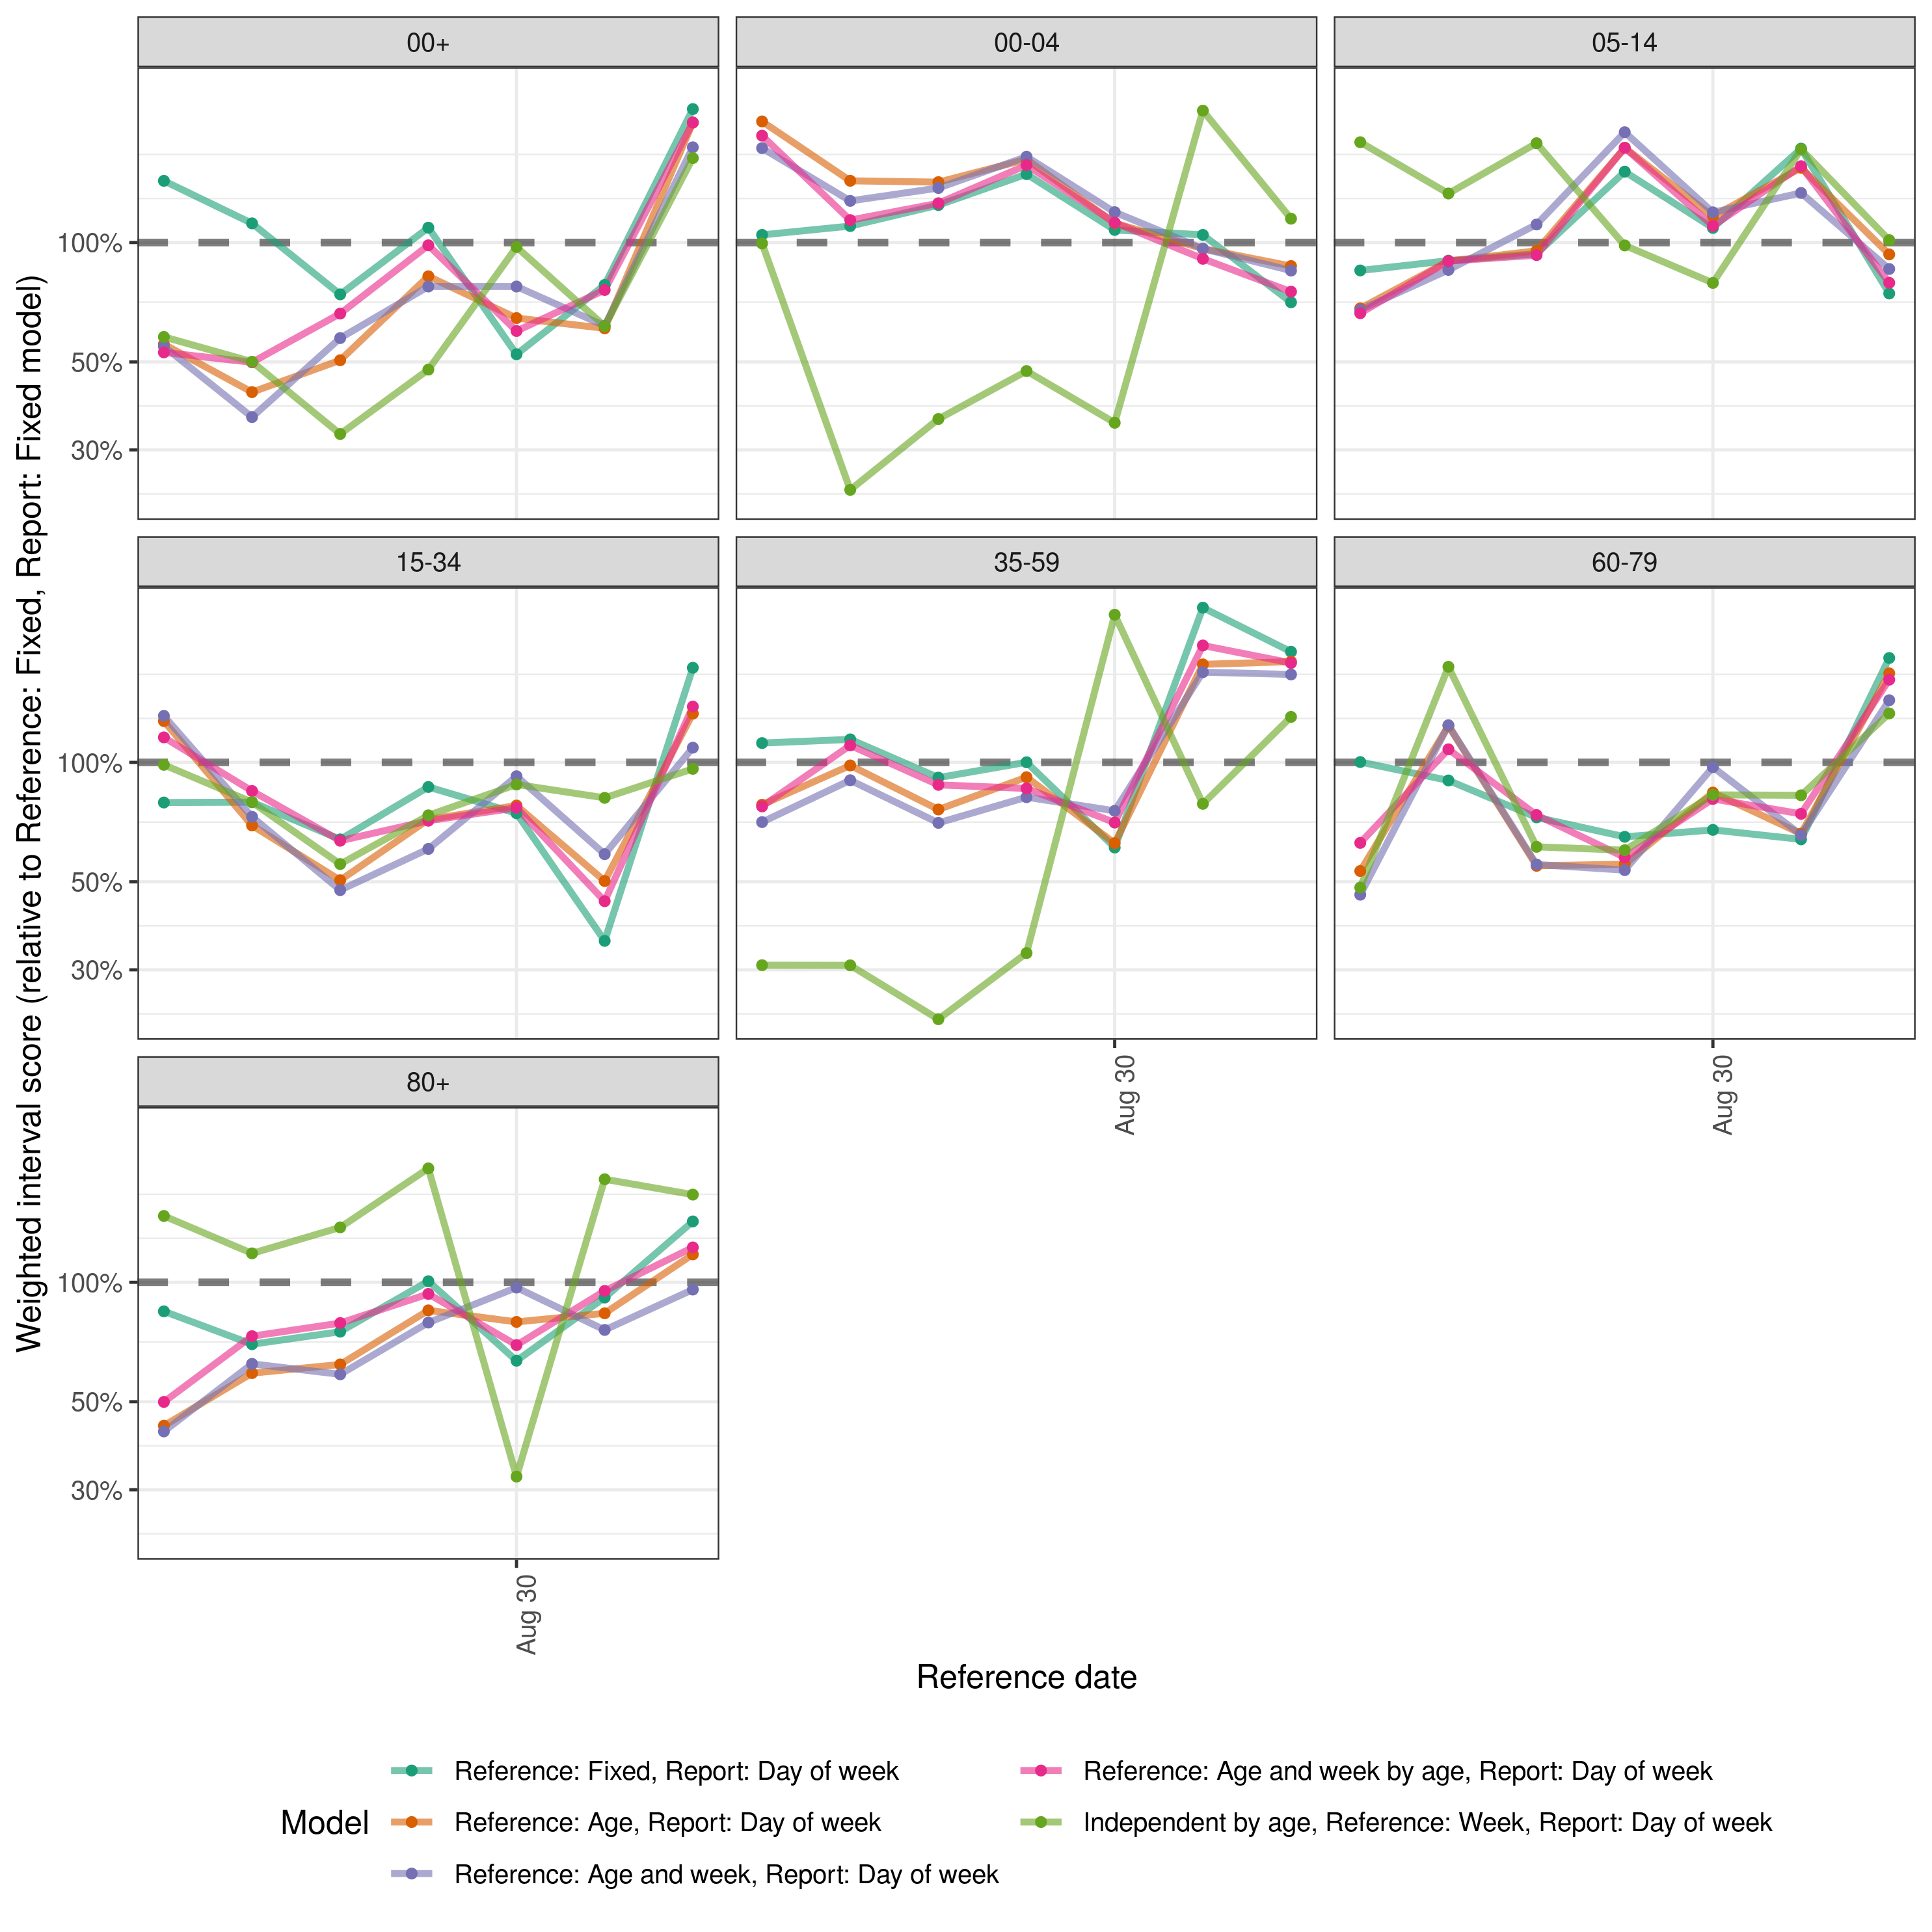 00+
00-04
05-14
100%
50%
30%
15-34
35-59
60-79
100%
50%
30%
Aug 30
Aug 30
80+
100%
50%
30%
Aug 30
Weighted interval score (relative to Reference: Fixed, Report: Fixed model)
Reference date
Model
Reference: Fixed, Report: Day of week
Reference: Age, Report: Day of week
Reference: Age and week, Report: Day of week
Reference: Age and week by age, Report: Day of week
Independent by age, Reference: Week, Report: Day of week